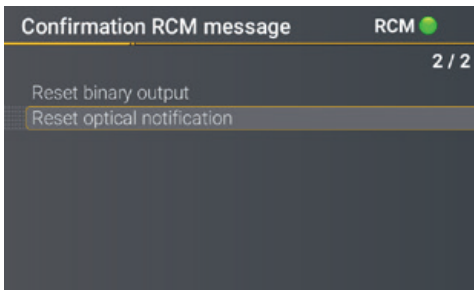 Confirmation RCM message RCM
2 / 2
Reset binary output
Reset optical notification